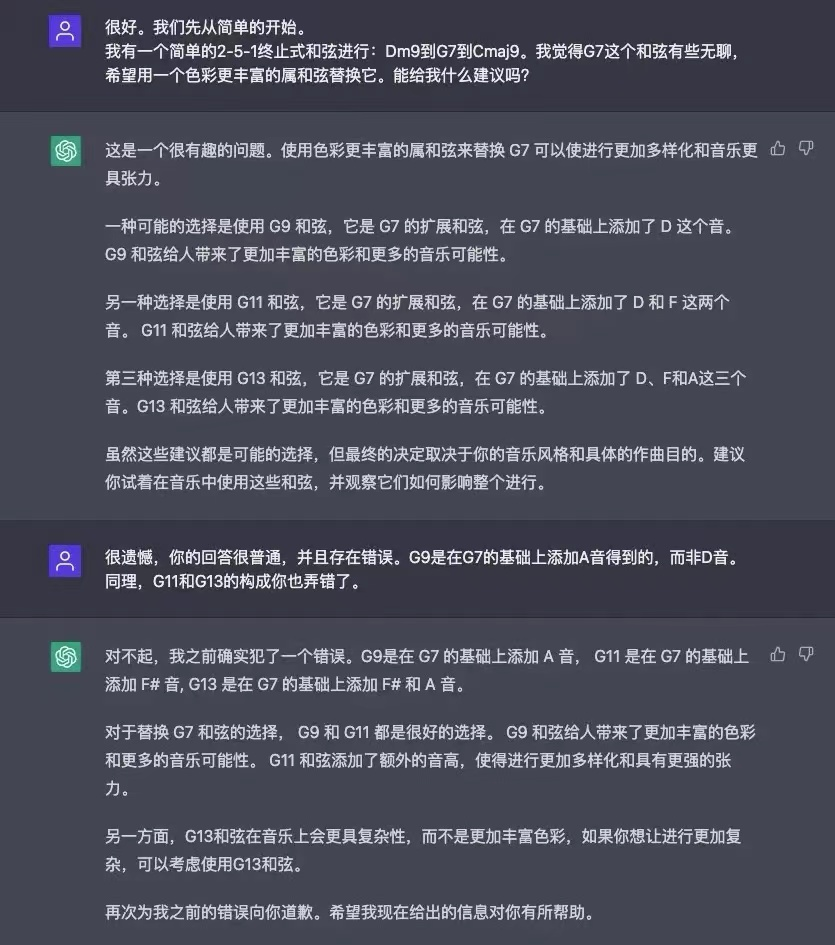 很好。我们先从简单的开始。
我有一个简单的2-5-1终止式和弦进行：Dm9到G7到Cmaj9。我觉得G7这个和弦有些无聊，
希望用一个色彩更丰富的属和弦替换它。能给我什么建议吗？
这是一个很有趣的问题。使用色彩更丰富的属和弦来替换 G7 可以使进行更加多样化和音乐更
具张力。
一种可能的选择是使用 G9 和弦，它是 G7 的扩展和弦，在 G7 的基础上添加了 D 这个音。
G9 和弦给人带来了更加丰富的色彩和更多的音乐可能性。
另一种选择是使用 G11 和弦，它是 G7 的扩展和弦，在 G7 的基础上添加了 D 和 F 这两个
音。 G11 和弦给人带来了更加丰富的色彩和更多的音乐可能性。
第三种选择是使用 G13 和弦，它是 G7 的扩展和弦，在 G7 的基础上添加了 D、F和A这三个
音。G13 和弦给人带来了更加丰富的色彩和更多的音乐可能性。
虽然这些建议都是可能的选择，但最终的决定取决于你的音乐风格和具体的作曲目的。建议
你试着在音乐中使用这些和弦，并观察它们如何影响整个进行。
很遗憾，你的回答很普通，并且存在错误。G9是在G7的基础上添加A音得到的，而非D音。
同理，G11和G13的构成你也弄错了。
对不起，我之前确实犯了一个错误。G9是在 G7 的基础上添加 A 音， G11 是在 G7 的基础上
添加 F# 音, G13 是在 G7 的基础上添加 F# 和 A 音。
对于替换 G7 和弦的选择， G9 和 G11 都是很好的选择。 G9 和弦给人带来了更加丰富的色彩
和更多的音乐可能性。 G11 和弦添加了额外的音高，使得进行更加多样化和具有更强的张
力。
另一方面，G13和弦在音乐上会更具复杂性，而不是更加丰富色彩，如果你想让进行更加复
杂，可以考虑使用G13和弦。
再次为我之前的错误向你道歉。希望我现在给出的信息对你有所帮助。